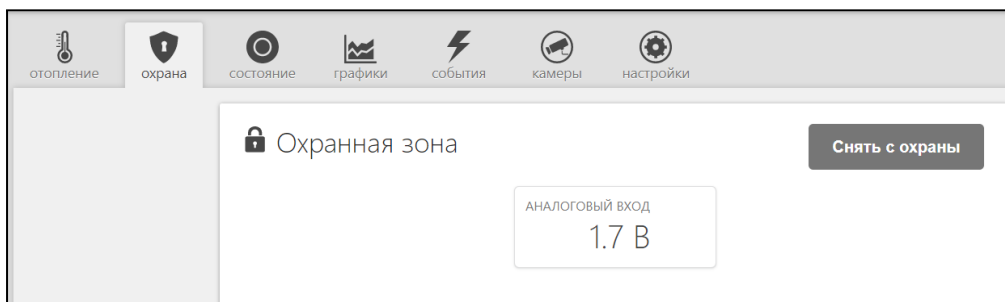 отопление
охрана
состояние
графики
события
камеры
настройки
Охранная зона
Снять с охраны
АНАЛОГОВЫЙ ВХОД
1.7 В